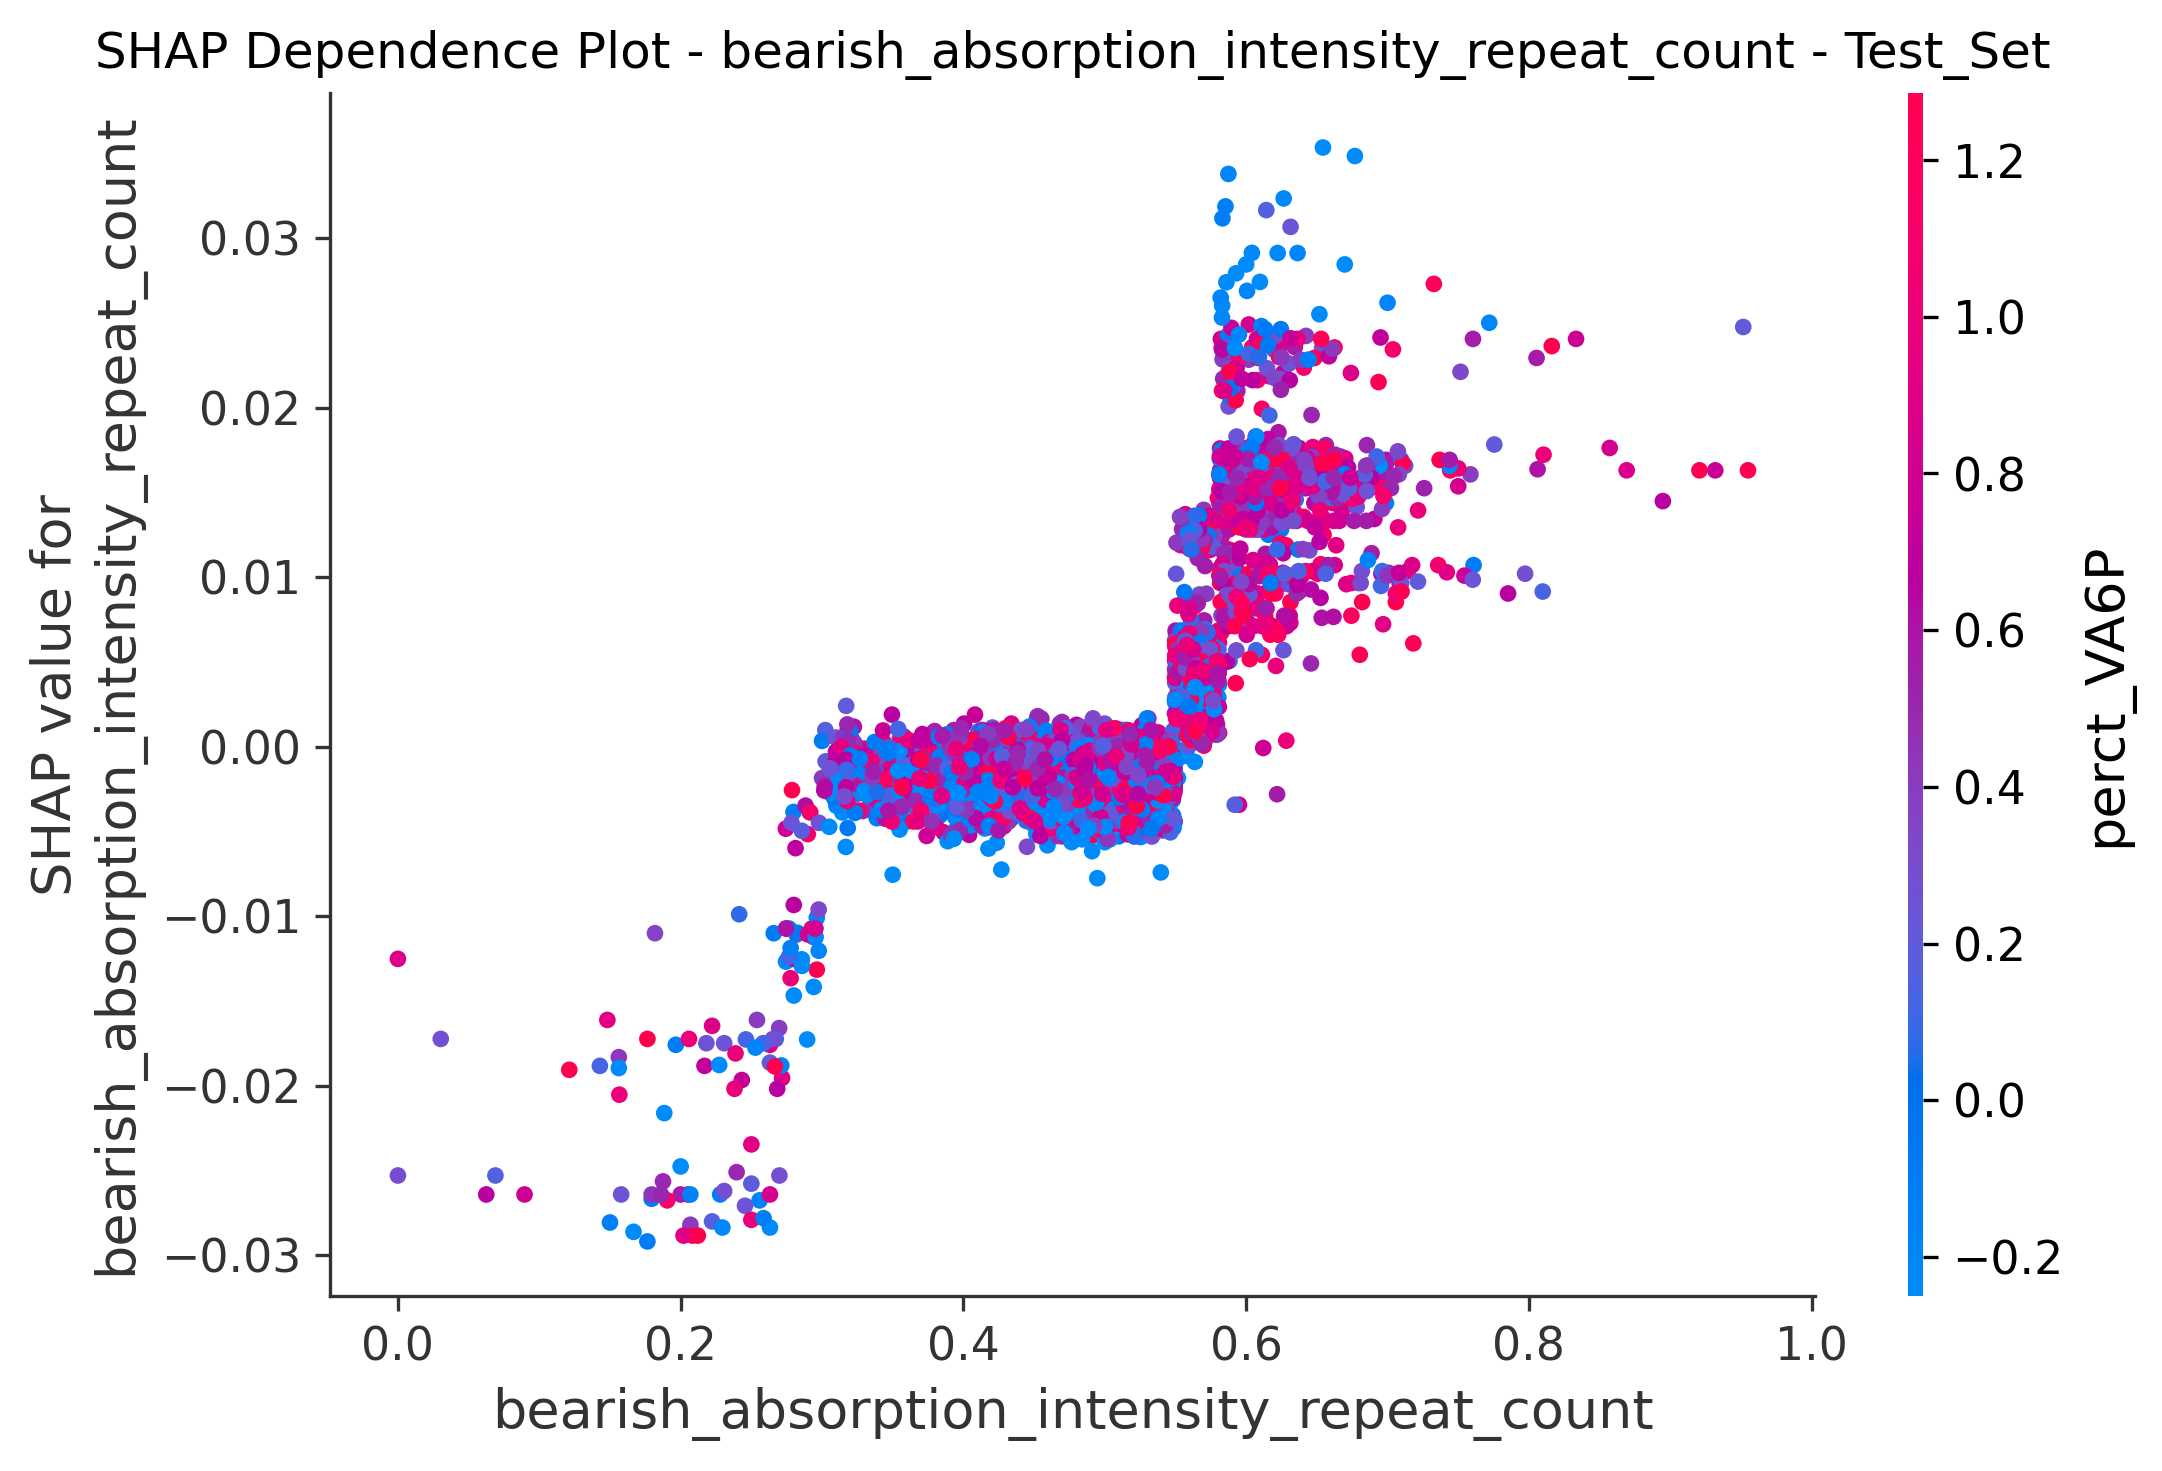 SHAP Dependence Plot - bearish_absorption_intensity_repeat_count - Test_Set
SHAP value for
bearish_absorption_intensity_repeat_count
0.03
0.02
0.01
0.00
−0.01
−0.02
−0.03
0.0 0.2 0.4 0.6 0.8 1.0
bearish_absorption_intensity_repeat_count
1.2
1.0
0.8
0.6
0.4
0.2
0.0
−0.2
perct_VA6P